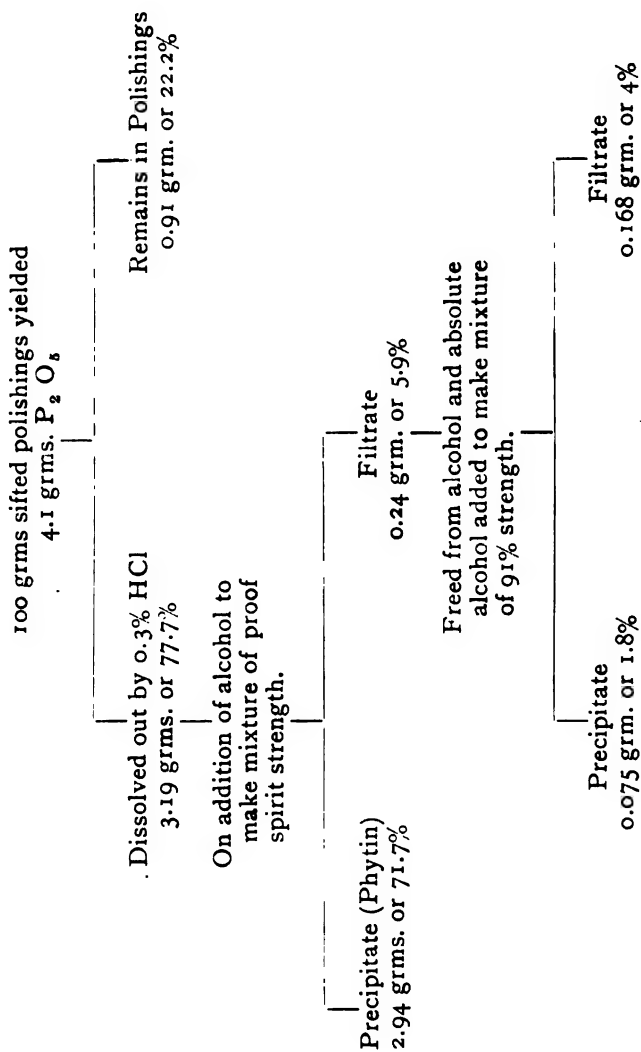 100 grms sifted polishings yielded
4.1 grms. P₂ O₅
Dissolved out by 0.3% HCl
3.19 grms. or 77.7%
Remains in Polishings
0.91 grm. or 22.2%
On addition of alcohol to
make mixture of proof
spirit strength.
Precipitate (Phytin)
2.94 grms. or 71.7%
Filtrate
0.24 grm. or 5.9%
Freed from alcohol and absolute
alcohol added to make mixture
of 91% strength.
Precipitate
0.075 grm. or 1.8%
Filtrate
0.168 grm. or 4%